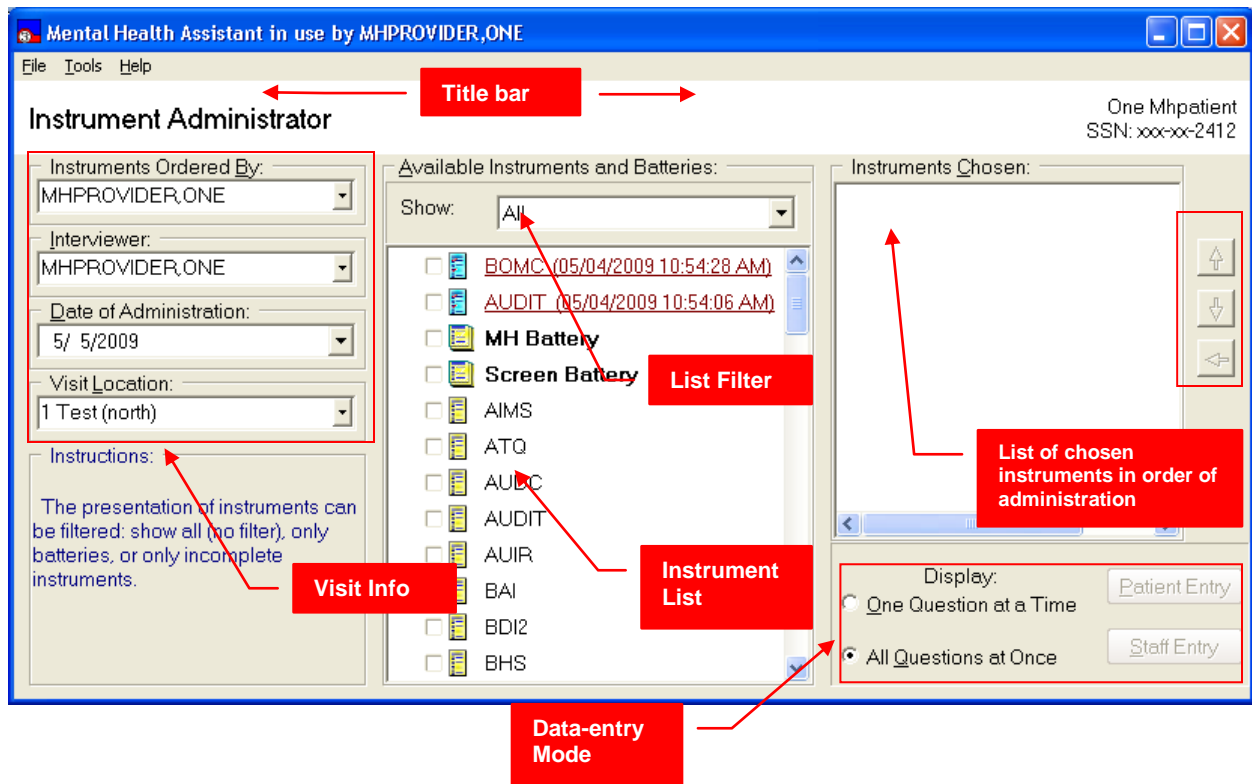 Mental Health Assistant in use by MHPROVIDER,ONE
File Tools Help
Title bar
Instrument Administrator
One Mhpatient
SSN: xxx-xx-2412
Instruments Ordered By:
MHPROVIDER,ONE
Interviewer:
MHPROVIDER,ONE
Date of Administration:
5/ 5/2009
Visit Location:
1 Test (north)
Instructions:
The presentation of instruments can
be filtered: show all (no filter), only
batteries, or only incomplete
instruments.
Visit Info
Available Instruments and Batteries:
Show: All
BOMC (05/04/2009 10:54:28 AM)
AUDIT (05/04/2009 10:54:06 AM)
MH Battery
Screen Battery
List Filter
AIMS
ATQ
AUDC
AUDIT
AUIR
BAI
BDI2
BHS
Instrument
List
Instruments Chosen:
List of chosen
instruments in order of
administration
Display:
One Question at a Time
All Questions at Once
Patient Entry
Staff Entry
Data-entry
Mode